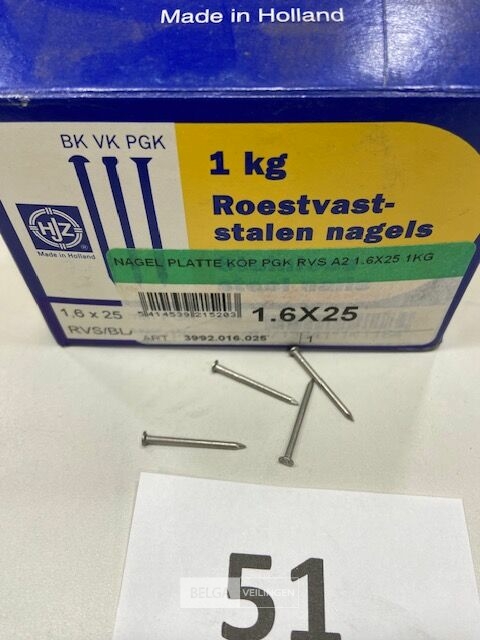 Made in Holland
BK VK PGK
1 kg
Roestvast-
stalen nagels
HJZ
®
Made in Holland
NAGEL PLATTE KOP PGK RVS A2 1.6X25 1KG
1,6 x 25
5414539215203
1.6X25
RVS/BL
ART 3992.016.025
1
51
BELGA VEILINGEN